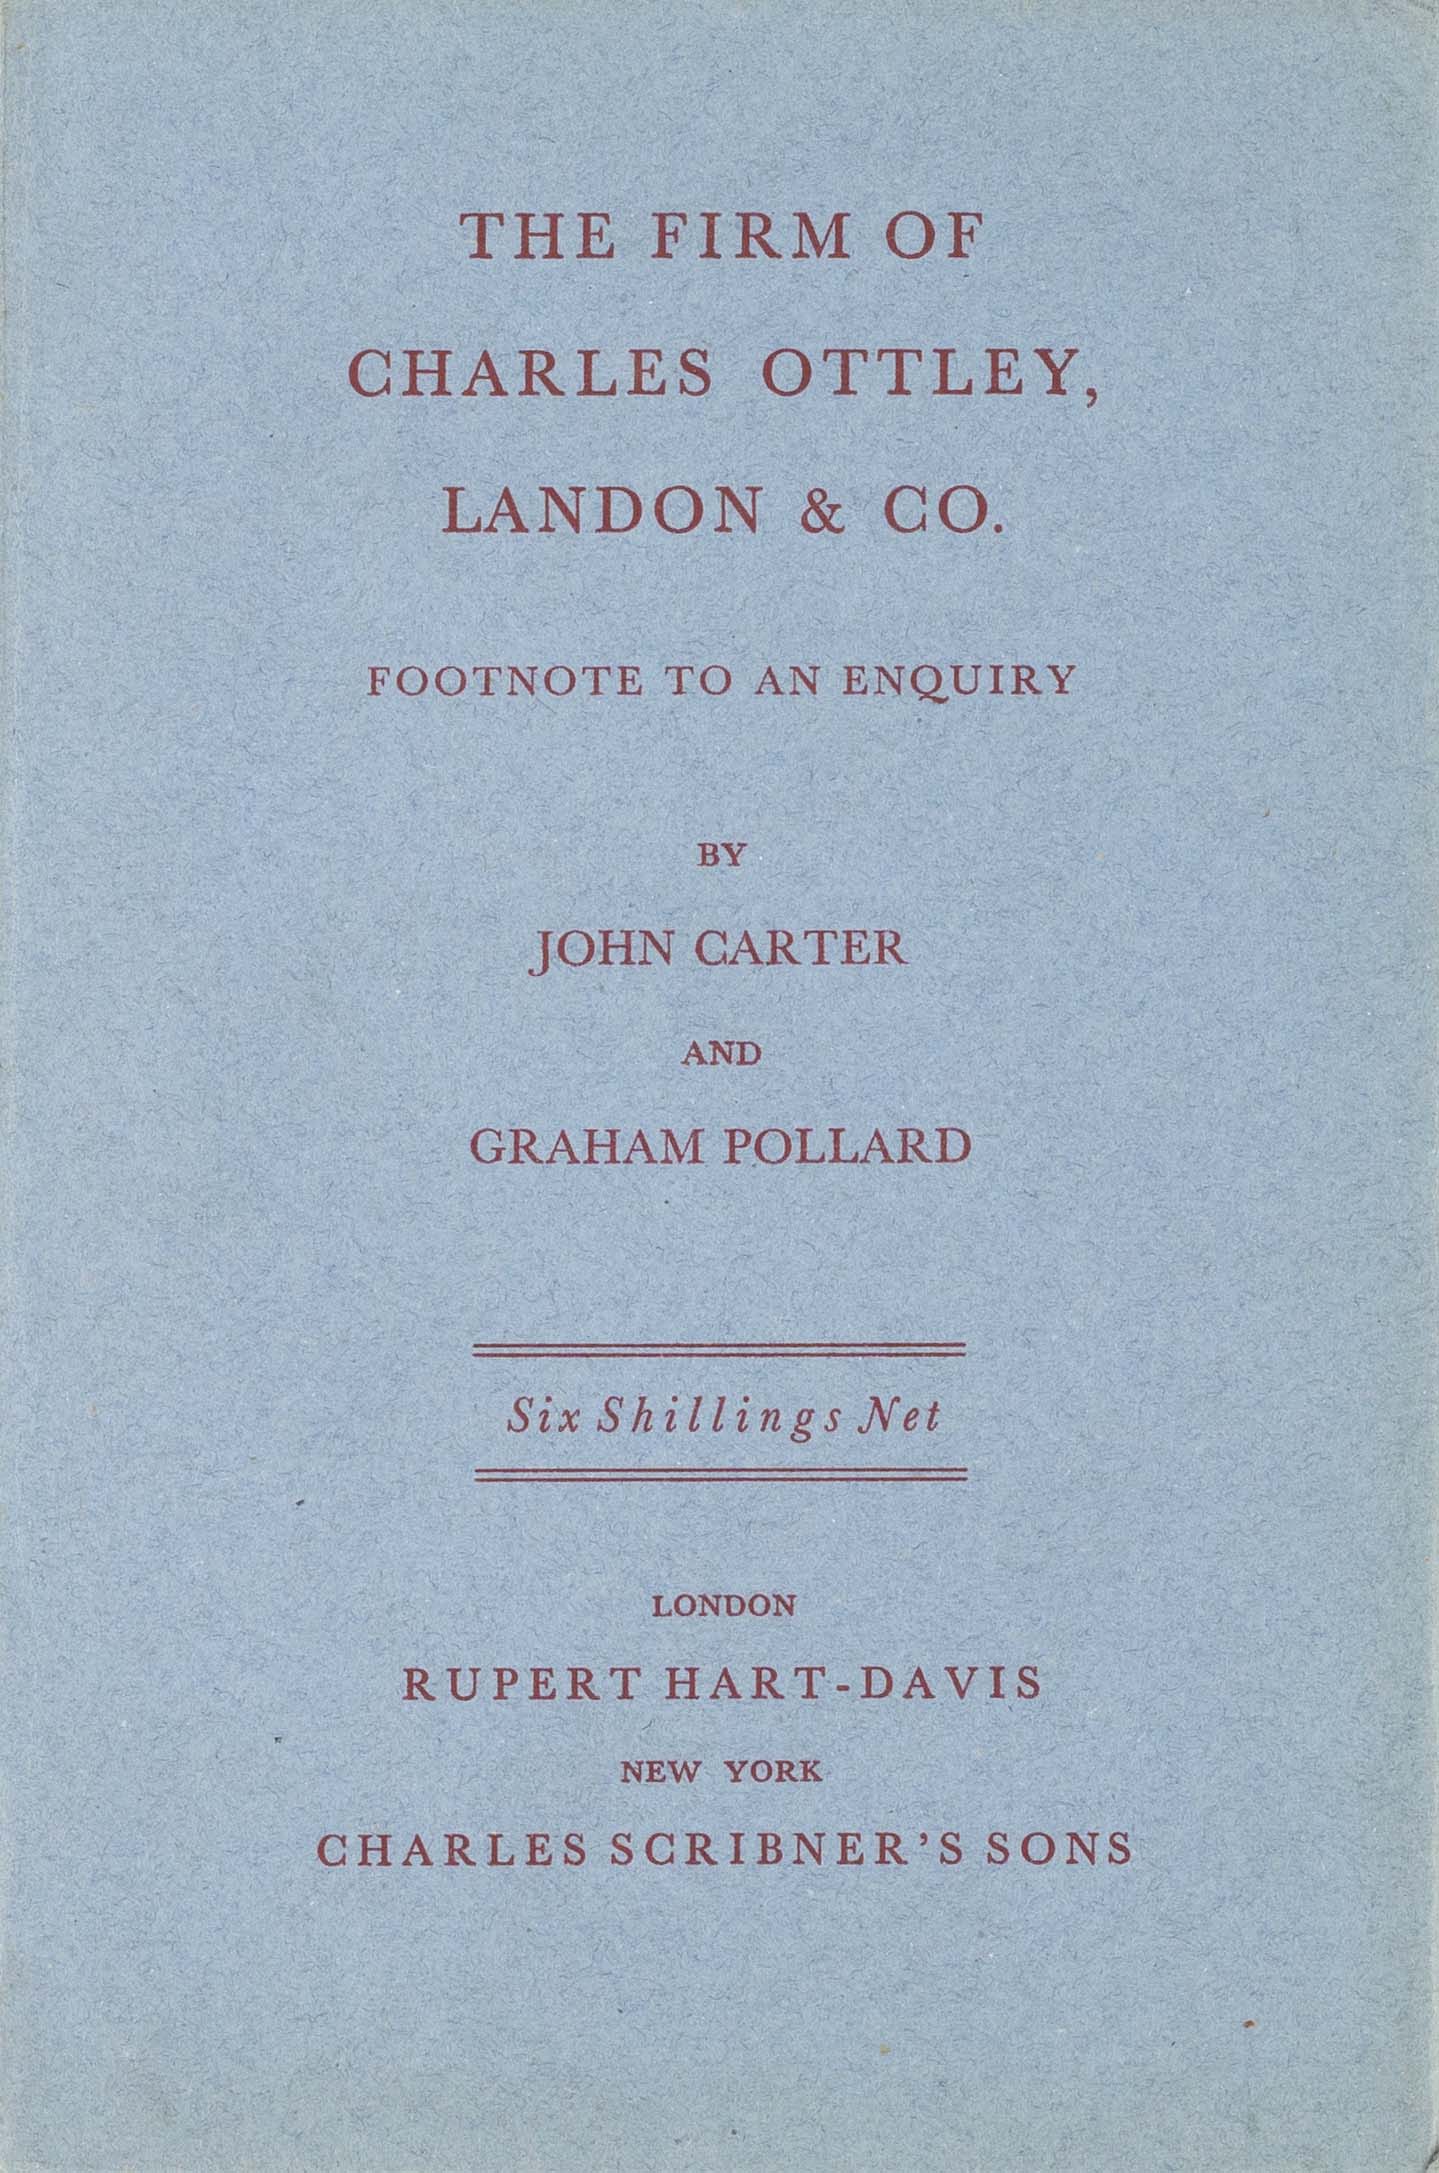 THE FIRM OF
CHARLES OTTLEY,
LANDON & CO.
FOOTNOTE TO AN ENQUIRY
BY
JOHN CARTER
AND
GRAHAM POLLARD
Six Shillings Net
LONDON
RUPERT HART-DAVIS
NEW YORK
CHARLES SCRIBNER'S SONS